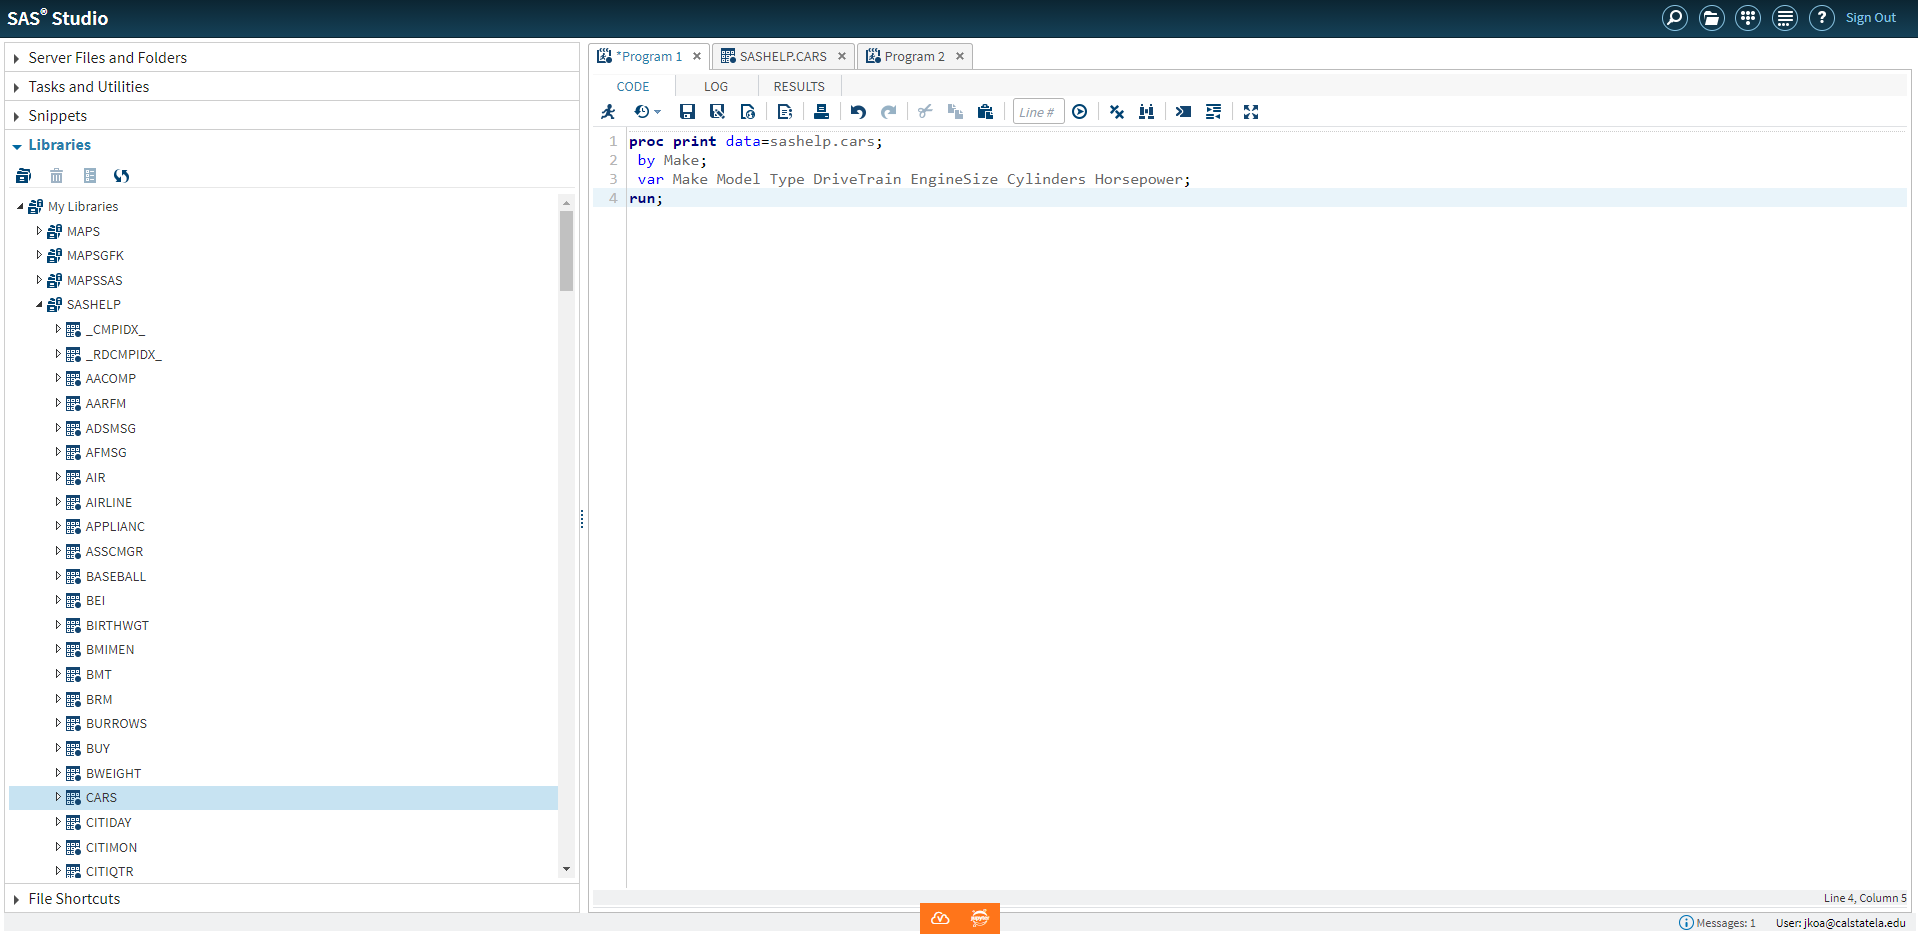 SAS® Studio
Sign Out
Server Files and Folders
Tasks and Utilities
Snippets
Libraries
My Libraries
MAPS
MAPSGFK
MAPSSAS
SASHELP
_CMPIDX_
_RDCMPIDX_
AACOMP
AARFM
ADSMSG
AFMSG
AIR
AIRLINE
APPLIANC
ASSCMGR
BASEBALL
BEI
BIRTHWGT
BMIMEN
BMT
BRM
BURROWS
BUY
BWEIGHT
CARS
CITIDAY
CITIMON
CITIQTR
File Shortcuts
*Program 1 SASHELP.CARS Program 2
CODE LOG RESULTS
Line #
1 proc print data=sashelp.cars;
2 by Make;
3 var Make Model Type DriveTrain EngineSize Cylinders Horsepower;
4 run;
Line 4, Column 5
Messages: 1 User: jkoa@calstatela.edu